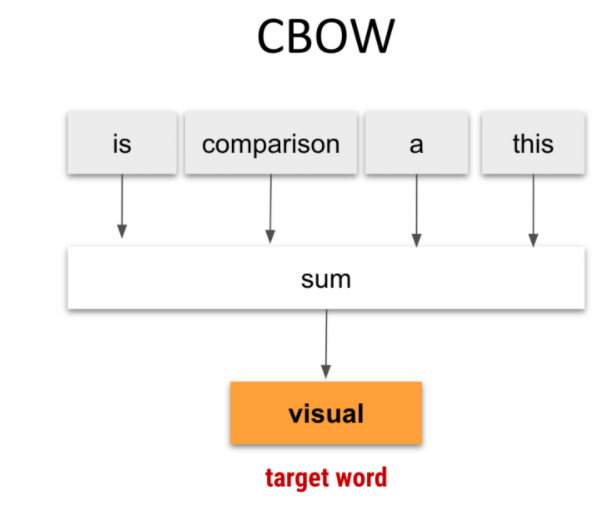 CBOW
is comparison a this
sum
visual
target word